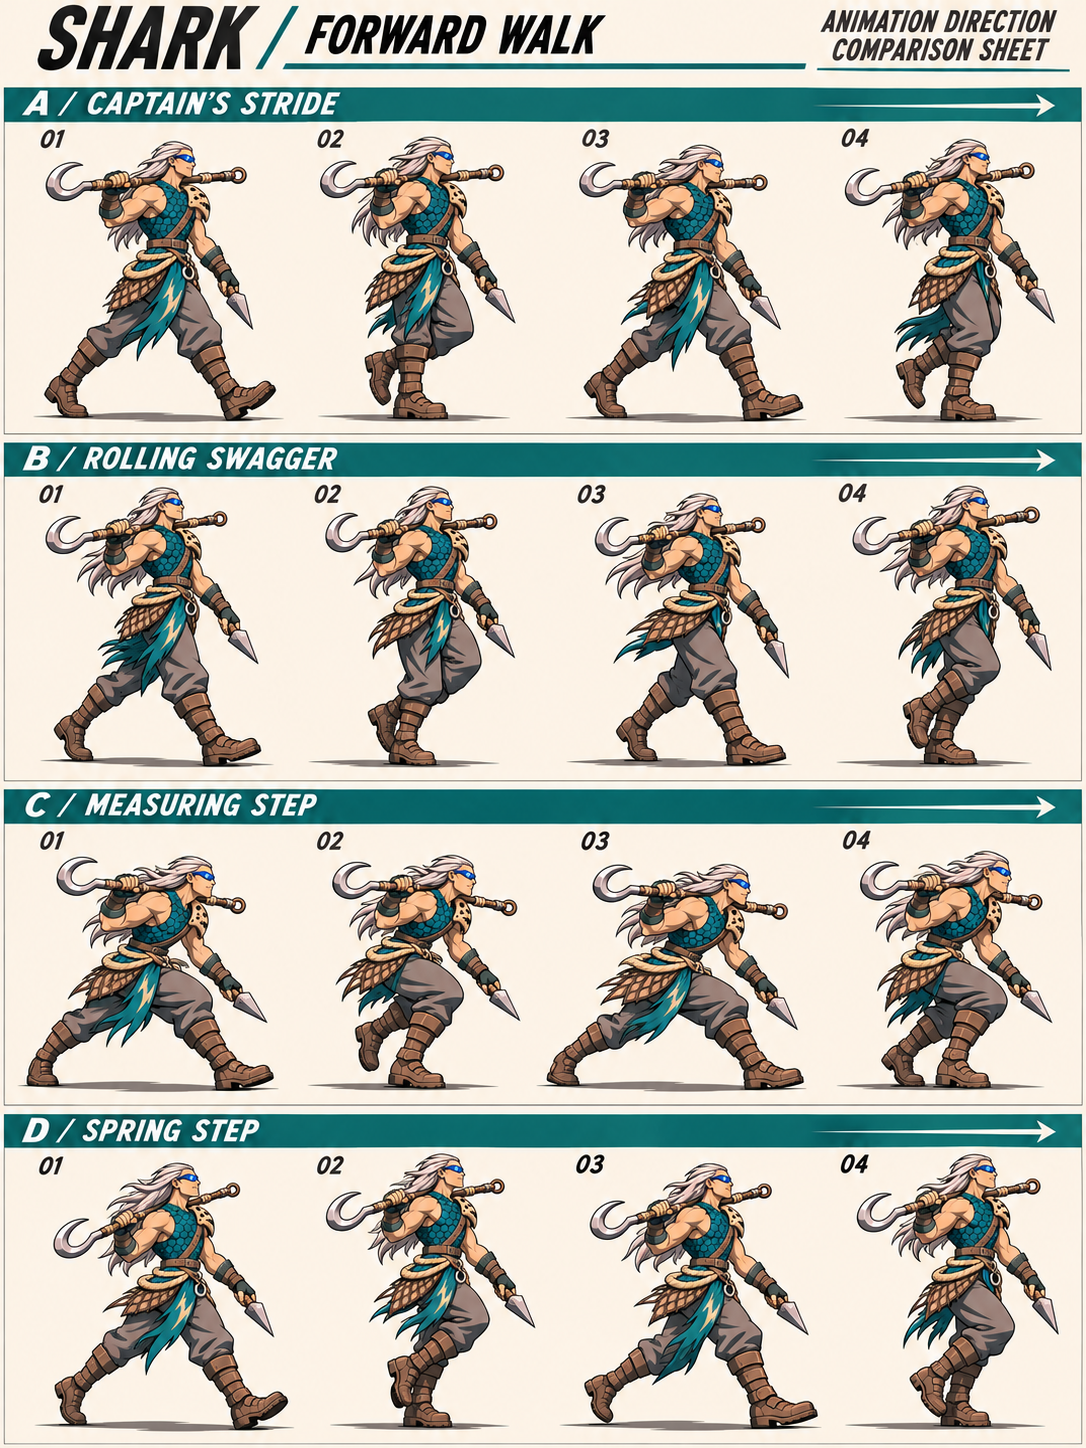 SHARK / FORWARD WALK
ANIMATION DIRECTION
COMPARISON SHEET
A / CAPTAIN'S STRIDE
01 02 03 04
B / ROLLING SWAGGER
01 02 03 04
C / MEASURING STEP
01 02 03 04
D / SPRING STEP
01 02 03 04